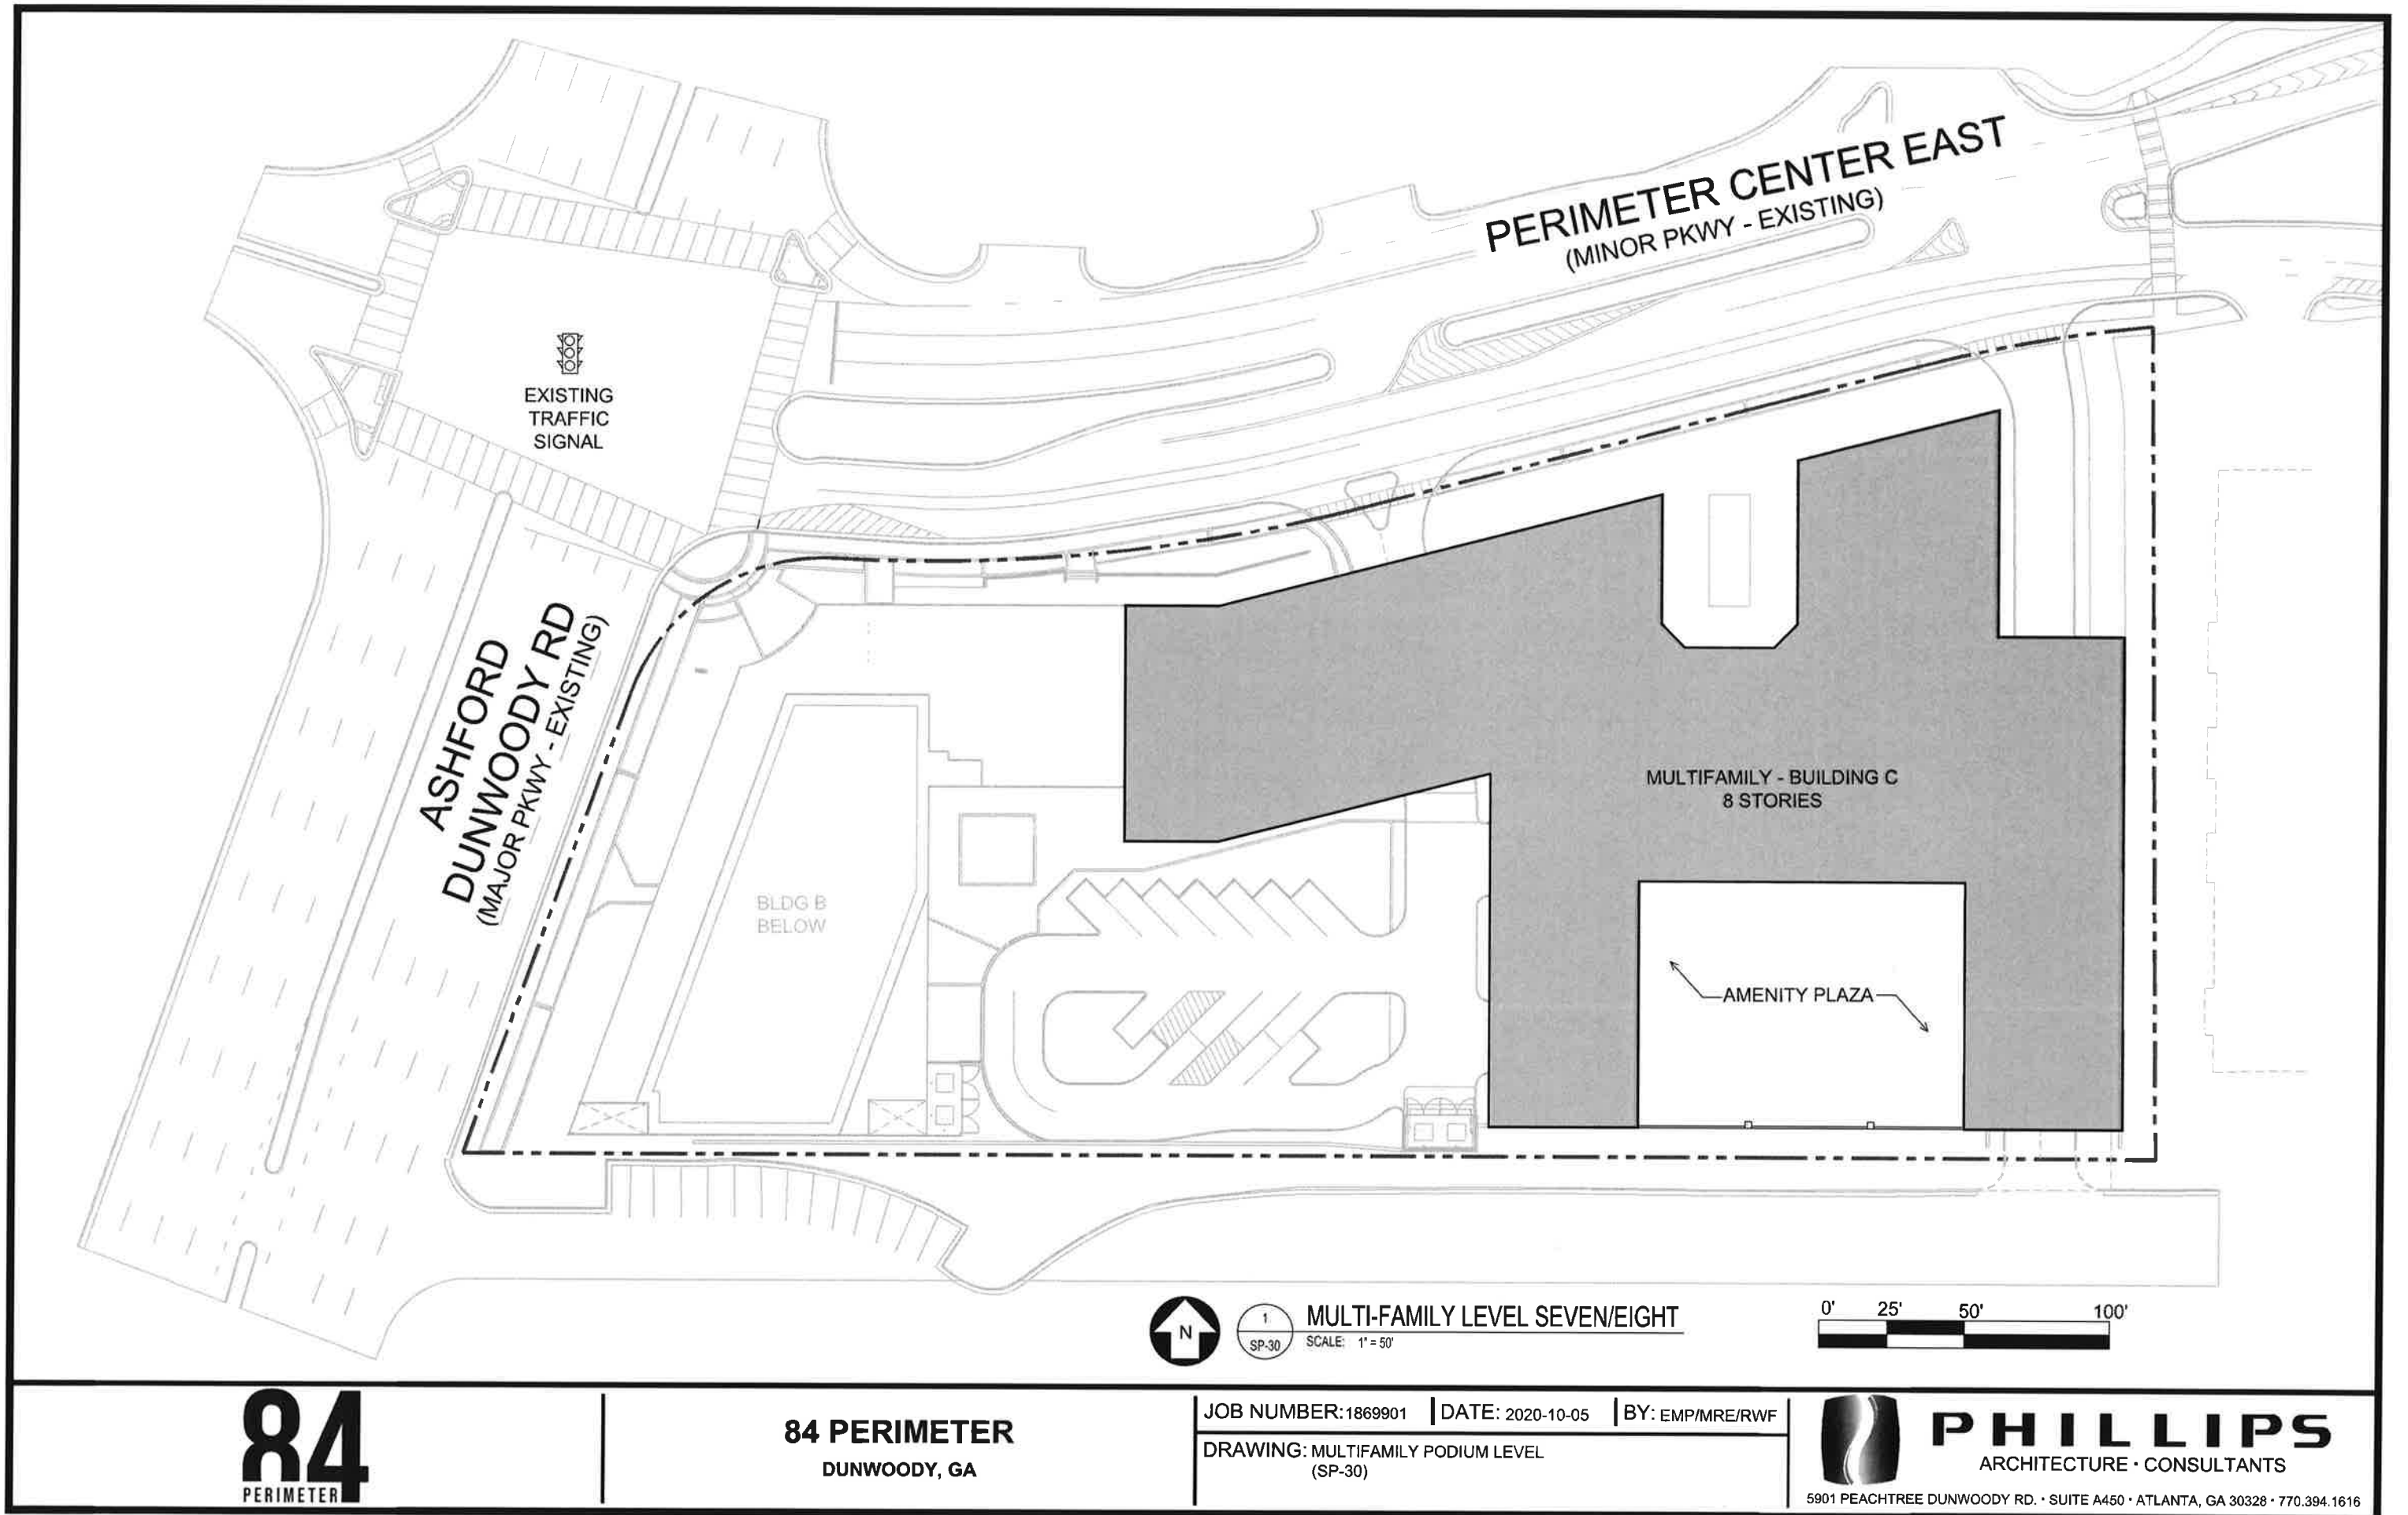 PERIMETER CENTER EAST
(MINOR PKWY - EXISTING)
EXISTING
TRAFFIC
SIGNAL
ASHFORD
DUNWOODY RD
(MAJOR PKWY - EXISTING)
MULTIFAMILY - BUILDING C
8 STORIES
BLDG B
BELOW
AMENITY PLAZA
N
1
SP-30
MULTI-FAMILY LEVEL SEVEN/EIGHT
SCALE: 1" = 50'
0' 25' 50' 100'
84
PERIMETER
84 PERIMETER
DUNWOODY, GA
JOB NUMBER: 1869901 DATE: 2020-10-05 BY: EMP/MRE/RWF
DRAWING: MULTIFAMILY PODIUM LEVEL
(SP-30)
PHILLIPS
ARCHITECTURE · CONSULTANTS
5901 PEACHTREE DUNWOODY RD. · SUITE A450 · ATLANTA, GA 30328 · 770.394.1616